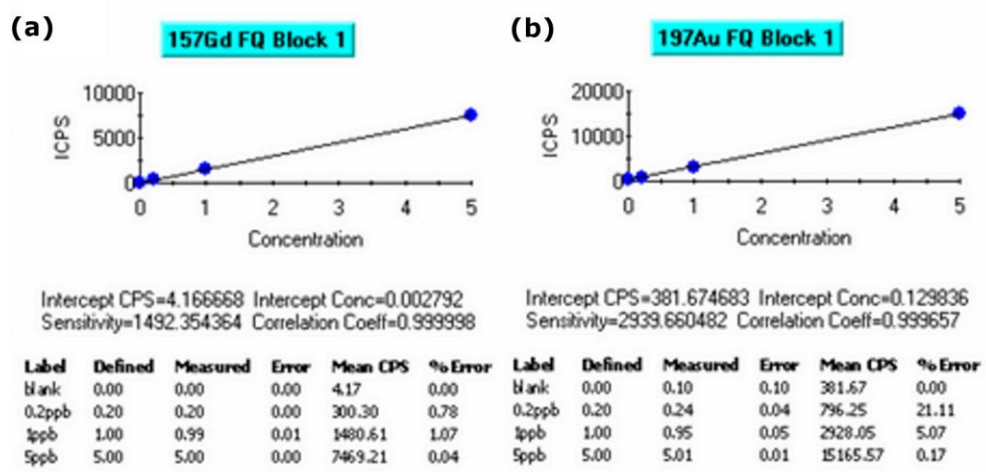 (a)
157Gd FQ Block 1
10000
5000
0
ICPS
0 1 2 3 4 5
Concentration
Intercept CPS=4.166668 Intercept Conc=0.002792
Sensitivity=1492.354364 Correlation Coeff=0.999998
Label Defined Measured Error Mean CPS % Error
blank 0.00 0.00 0.00 4.17 0.00
0.2ppb 0.20 0.20 0.00 300.30 0.78
1ppb 1.00 0.99 0.01 1480.61 1.07
5ppb 5.00 5.00 0.00 7469.21 0.04
(b)
197Au FQ Block 1
20000
10000
0
ICPS
0 1 2 3 4 5
Concentration
Intercept CPS=381.674683 Intercept Conc=0.129836
Sensitivity=2939.660482 Correlation Coeff=0.999657
Label Defined Measured Error Mean CPS % Error
blank 0.00 0.10 0.10 381.67 0.00
0.2ppb 0.20 0.24 0.04 796.25 21.11
1ppb 1.00 0.95 0.05 2928.05 5.07
5ppb 5.00 5.01 0.01 15165.57 0.17